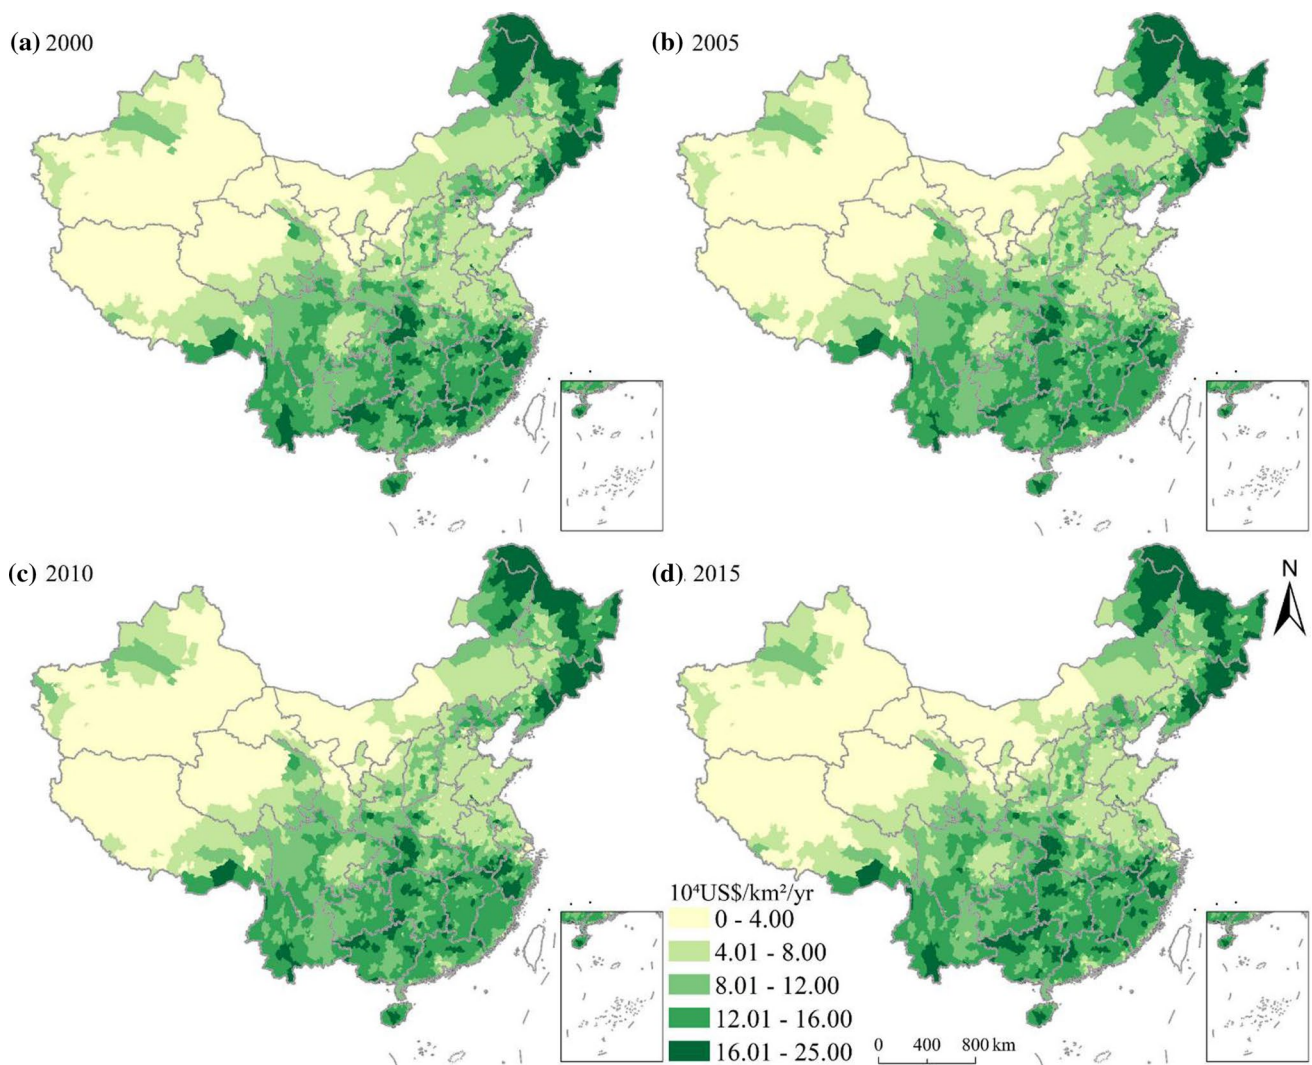 (a) 2000
(b) 2005
(c) 2010
(d). 2015
N
10⁴US$/km²/yr
0 - 4.00
4.01 - 8.00
8.01 - 12.00
12.01 - 16.00
16.01 - 25.00
0 400 800 km